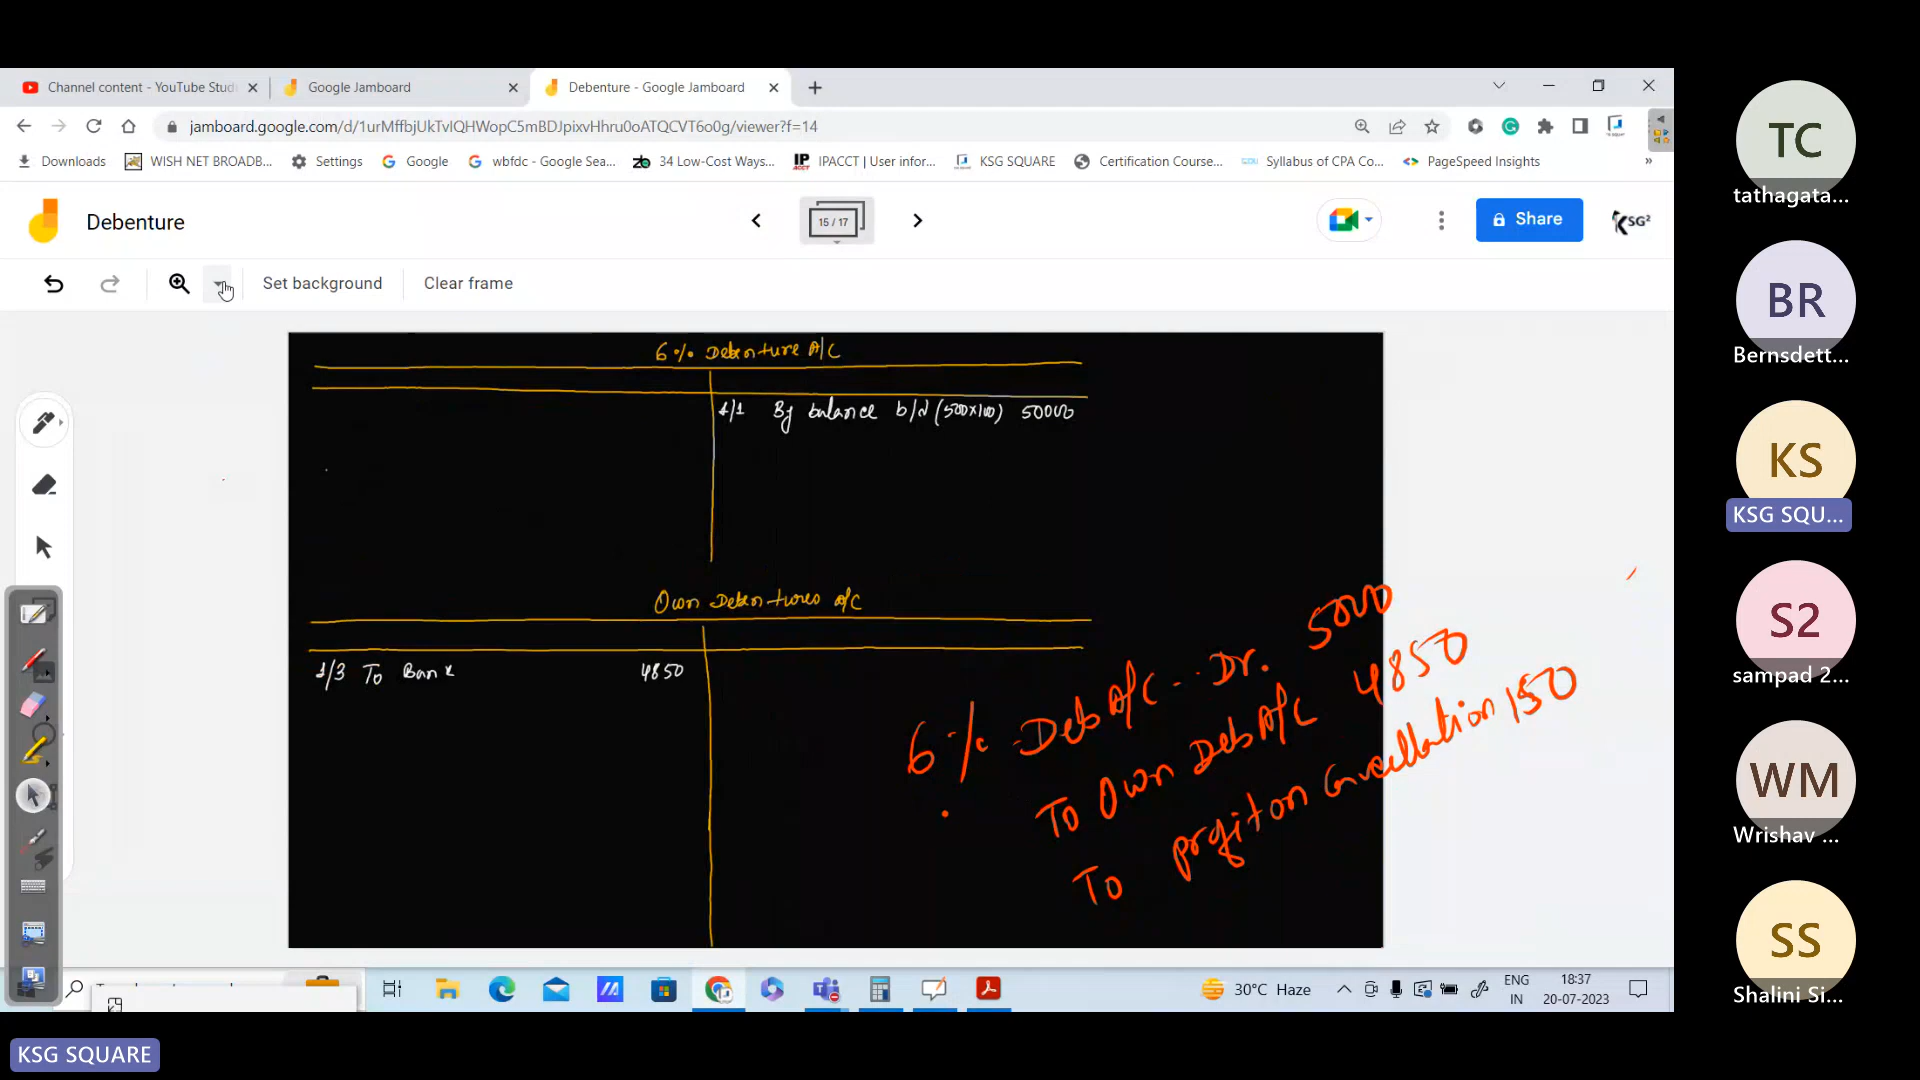 Channel content - YouTube Stud
Google Jamboard
Debenture - Google Jamboard
jamboard.google.com/d/1urMffbjUkTvIQHWopC5mBDJpixvHhru0oATQCVT6o0g/viewer?f=14
Downloads
WISH NET BROADB...
Settings
Google
wbfdc - Google Sea...
34 Low-Cost Ways...
IPACCT | User infor...
KSG SQUARE
Certification Course...
Syllabus of CPA Co...
PageSpeed Insights
»
Debenture
15 / 17
Share
KSG²
Set background
Clear frame
6% Debenture A/C
1/1 By balance b/d (500x100) 50000
Own Debentures A/C
1/3 To Bank 4850
6% Deb A/C .. Dr. 5000
To Own Deb A/C 4850
To profit on Cancellation 150
30°C Haze
ENG
IN
18:37
20-07-2023
TC
tathagata...
BR
Bernsdett...
KS
KSG SQU...
S2
sampad 2...
WM
Wrishav ...
SS
Shalini Si...
KSG SQUARE